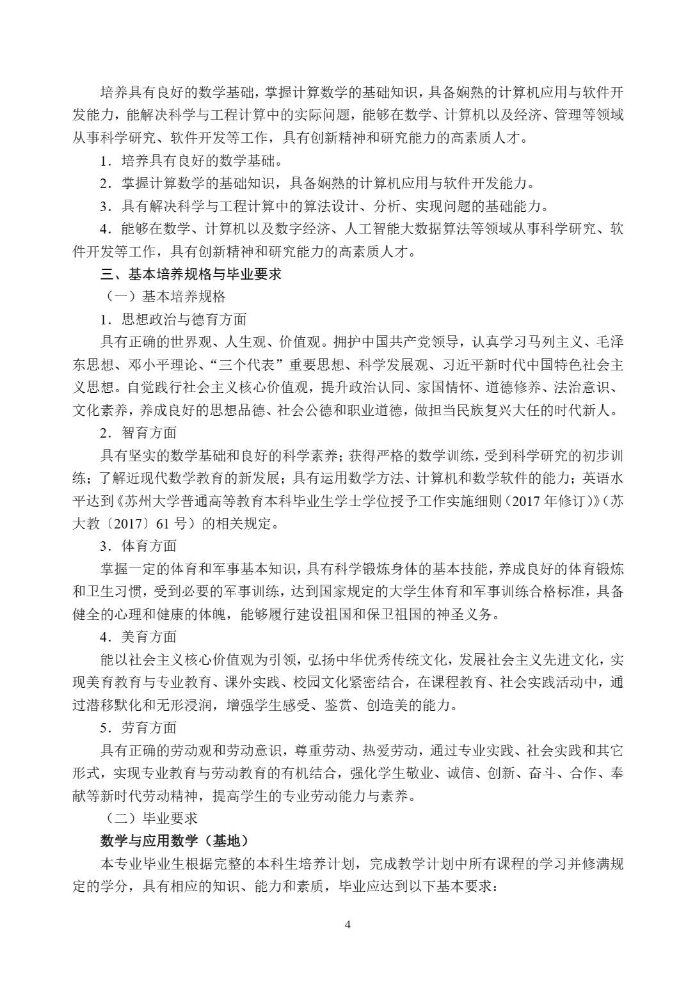 培养具有良好的数学基础，掌握计算数学的基础知识，具备娴熟的计算机应用与软件开
发能力，能解决科学与工程计算中的实际问题，能够在数学、计算机以及经济、管理等领域
从事科学研究、软件开发等工作，具有创新精神和研究能力的高素质人才。
1．培养具有良好的数学基础。
2．掌握计算数学的基础知识，具备娴熟的计算机应用与软件开发能力。
3．具有解决科学与工程计算中的算法设计、分析、实现问题的基础能力。
4．能够在数学、计算机以及数字经济、人工智能大数据算法等领域从事科学研究、软
件开发等工作，具有创新精神和研究能力的高素质人才。
三、基本培养规格与毕业要求
（一）基本培养规格
1．思想政治与德育方面
具有正确的世界观、人生观、价值观。拥护中国共产党领导，认真学习马列主义、毛泽
东思想、邓小平理论、“三个代表”重要思想、科学发展观、习近平新时代中国特色社会主
义思想。自觉践行社会主义核心价值观，提升政治认同、家国情怀、道德修养、法治意识、
文化素养，养成良好的思想品德、社会公德和职业道德，做担当民族复兴大任的时代新人。
2．智育方面
具有坚实的数学基础和良好的科学素养；获得严格的数学训练，受到科学研究的初步训
练；了解近现代数学教育的新发展；具有运用数学方法、计算机和数学软件的能力；英语水
平达到《苏州大学普通高等教育本科毕业生学士学位授予工作实施细则（2017 年修订）》（苏
大教〔2017〕61 号）的相关规定。
3．体育方面
掌握一定的体育和军事基本知识，具有科学锻炼身体的基本技能，养成良好的体育锻炼
和卫生习惯，受到必要的军事训练，达到国家规定的大学生体育和军事训练合格标准，具备
健全的心理和健康的体魄，能够履行建设祖国和保卫祖国的神圣义务。
4．美育方面
能以社会主义核心价值观为引领，弘扬中华优秀传统文化，发展社会主义先进文化，实
现美育教育与专业教育、课外实践、校园文化紧密结合，在课程教育、社会实践活动中，通
过潜移默化和无形浸润，增强学生感受、鉴赏、创造美的能力。
5．劳育方面
具有正确的劳动观和劳动意识，尊重劳动、热爱劳动，通过专业实践、社会实践和其它
形式，实现专业教育与劳动教育的有机结合，强化学生敬业、诚信、创新、奋斗、合作、奉
献等新时代劳动精神，提高学生的专业劳动能力与素养。
（二）毕业要求
数学与应用数学（基地）
本专业毕业生根据完整的本科生培养计划，完成教学计划中所有课程的学习并修满规
定的学分，具有相应的知识、能力和素质，毕业应达到以下基本要求：
4